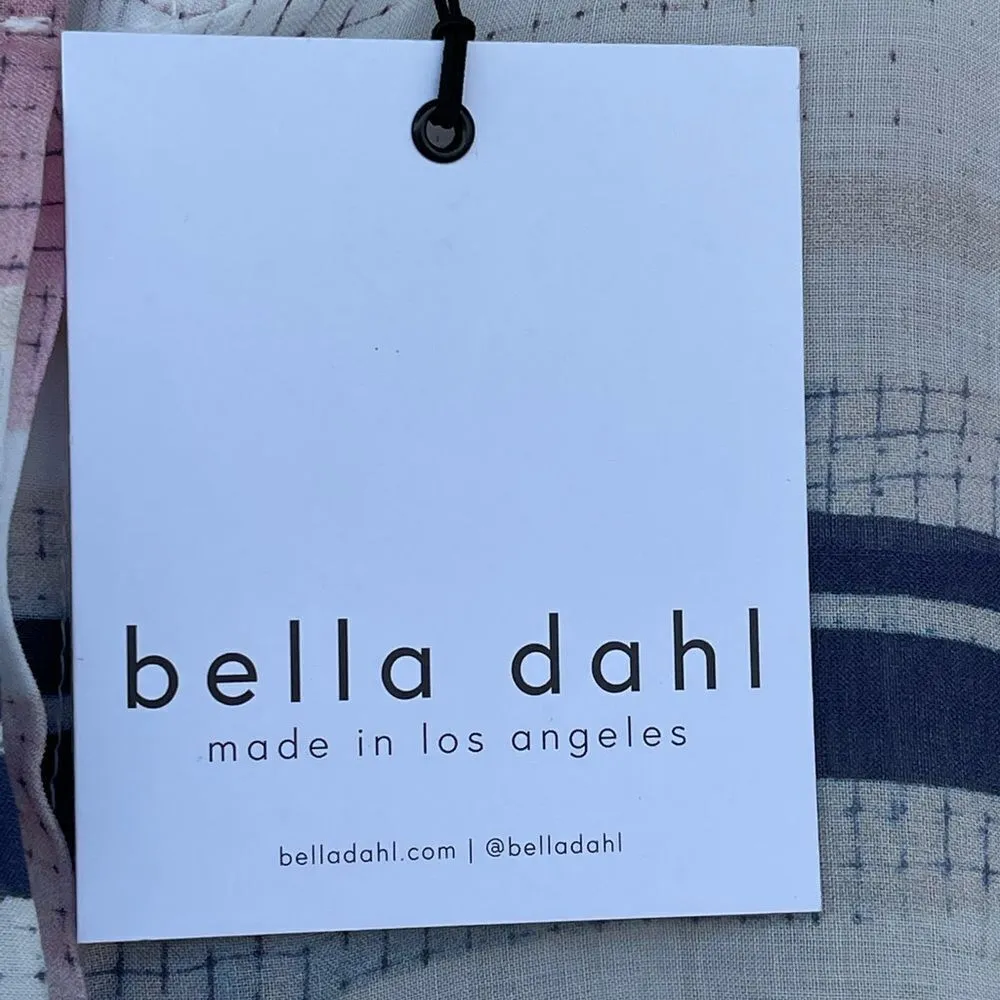 bella dahl
made in los angeles
belladahl.com | @belladahl